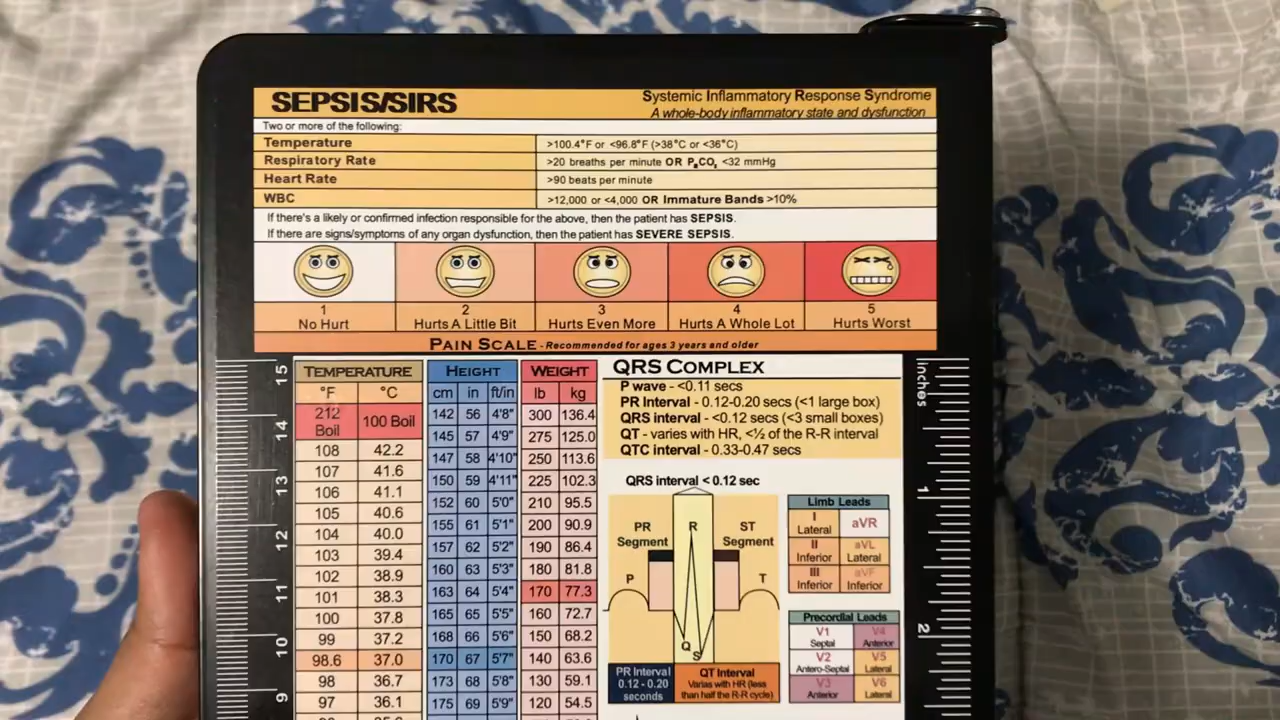 SEPSIS/SIRS
Systemic Inflammatory Response Syndrome
A whole-body inflammatory state and dysfunction
Two or more of the following:
Temperature >100.4°F or <96.8°F (>38°C or <36°C)
Respiratory Rate >20 breaths per minute OR PaCO2 <32 mmHg
Heart Rate >90 beats per minute
WBC >12,000 or <4,000 OR Immature Bands >10%
If there's a likely or confirmed infection responsible for the above, then the patient has SEPSIS.
If there are signs/symptoms of any organ dysfunction, then the patient has SEVERE SEPSIS.
1 2 3 4 5
No Hurt Hurts A Little Bit Hurts Even More Hurts A Whole Lot Hurts Worst
PAIN SCALE - Recommended for ages 3 years and older
15
14
13
12
11
10
9
TEMPERATURE
°F °C
212 Boil 100 Boil
108 42.2
107 41.6
106 41.1
105 40.6
104 40.0
103 39.4
102 38.9
101 38.3
100 37.8
99 37.2
98.6 37.0
98 36.7
97 36.1
HEIGHT
cm in ft/in
142 56 4'8"
145 57 4'9"
147 58 4'10"
150 59 4'11"
152 60 5'0"
155 61 5'1"
157 62 5'2"
160 63 5'3"
163 64 5'4"
165 65 5'5"
168 66 5'6"
170 67 5'7"
173 68 5'8"
175 69 5'9"
WEIGHT
lb kg
300 136.4
275 125.0
250 113.6
225 102.3
210 95.5
200 90.9
190 86.4
180 81.8
170 77.3
160 72.7
150 68.2
140 63.6
130 59.1
120 54.5
QRS COMPLEX
P wave - <0.11 secs
PR Interval - 0.12-0.20 secs (<1 large box)
QRS interval - <0.12 secs (<3 small boxes)
QT - varies with HR, <½ of the R-R interval
QTC interval - 0.33-0.47 secs
QRS interval < 0.12 sec
PR Segment
R
ST Segment
P
T
Q
S
PR Interval
0.12 - 0.20
seconds
QT Interval
Varies with HR (less
than half the R-R cycle)
Limb Leads
I Lateral aVR
II Inferior aVL Lateral
III Inferior aVF Inferior
Precordial Leads
V1 Septal V4 Anterior
V2 Antero-Septal V5 Lateral
V3 Anterior V6 Lateral
inches
1
2